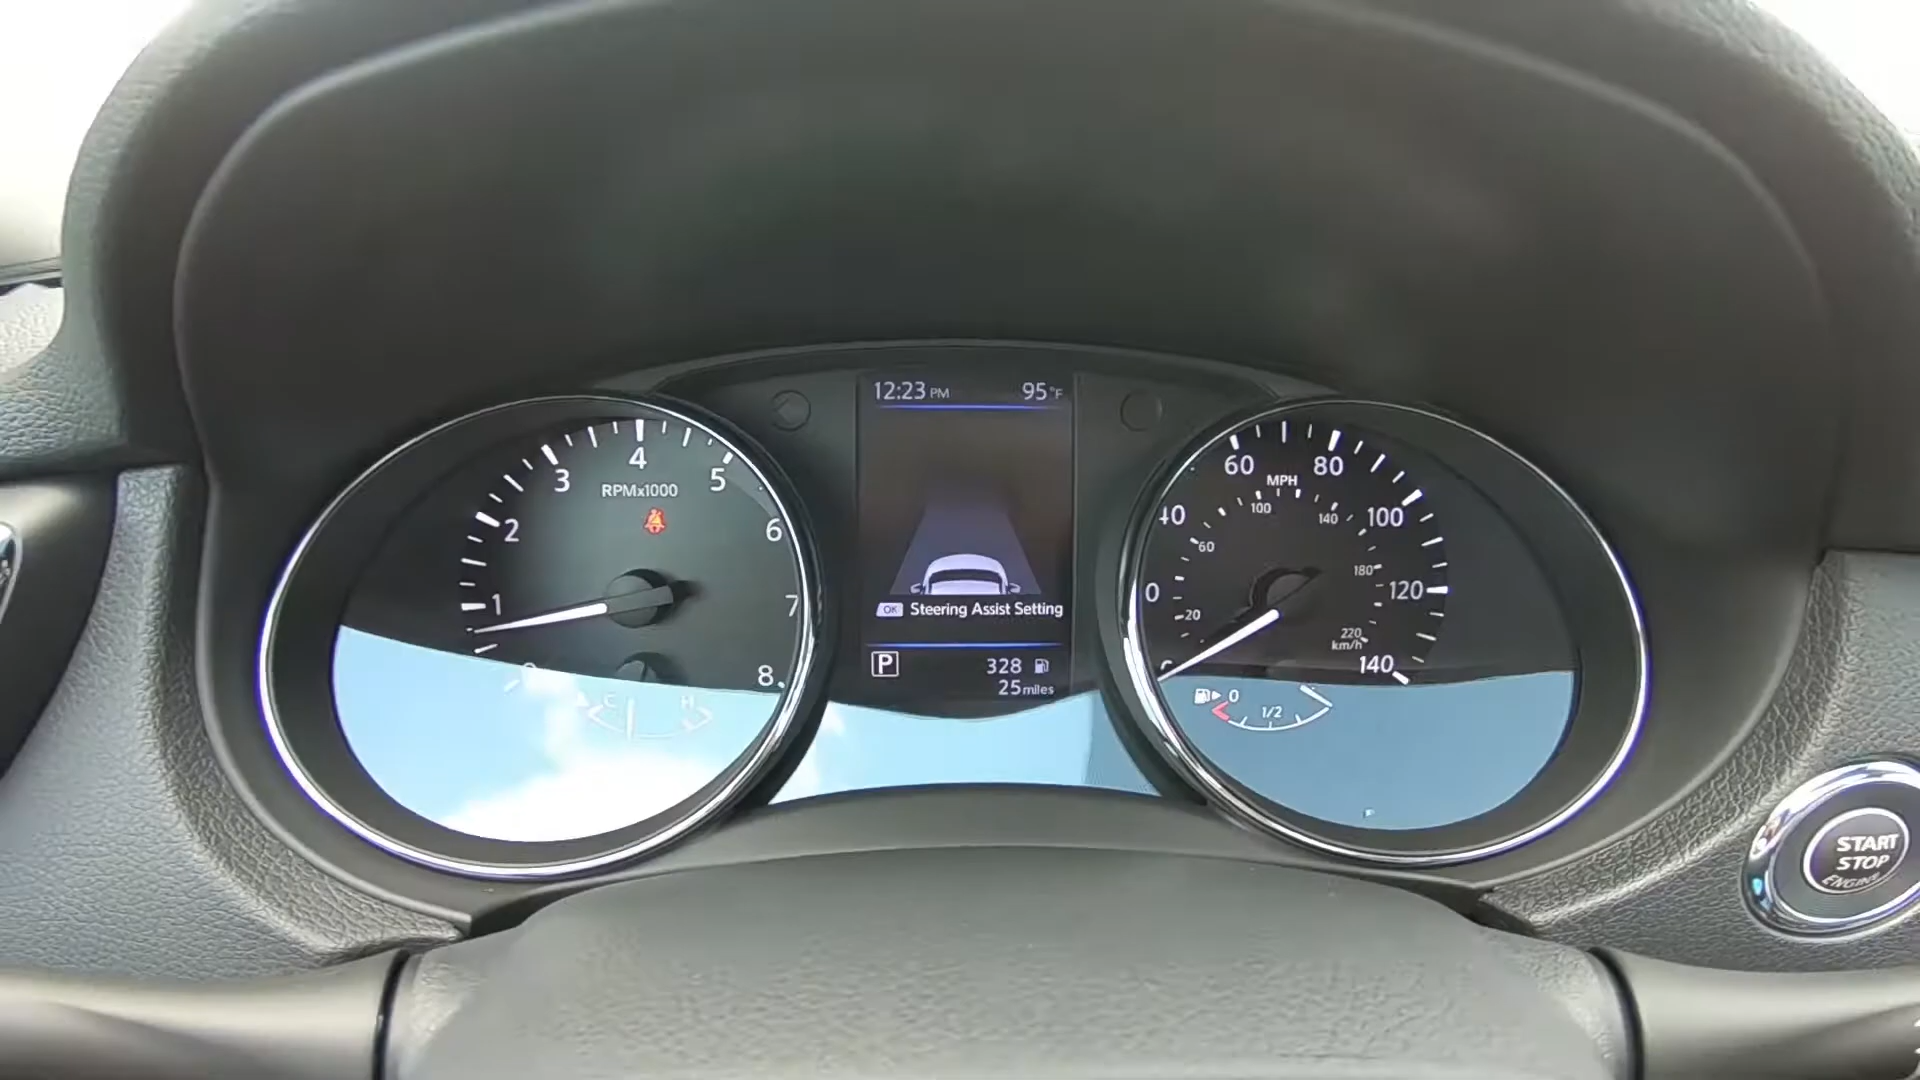 12:23 PM 95°F
0
1
2
3
4
5
6
7
8
RPMx1000
C H
OK Steering Assist Setting
P 328
25 miles
0
60
80
100
120
140
MPH
20
60
100
140
180
220
km/h
0
1/2
START
STOP
ENGINE